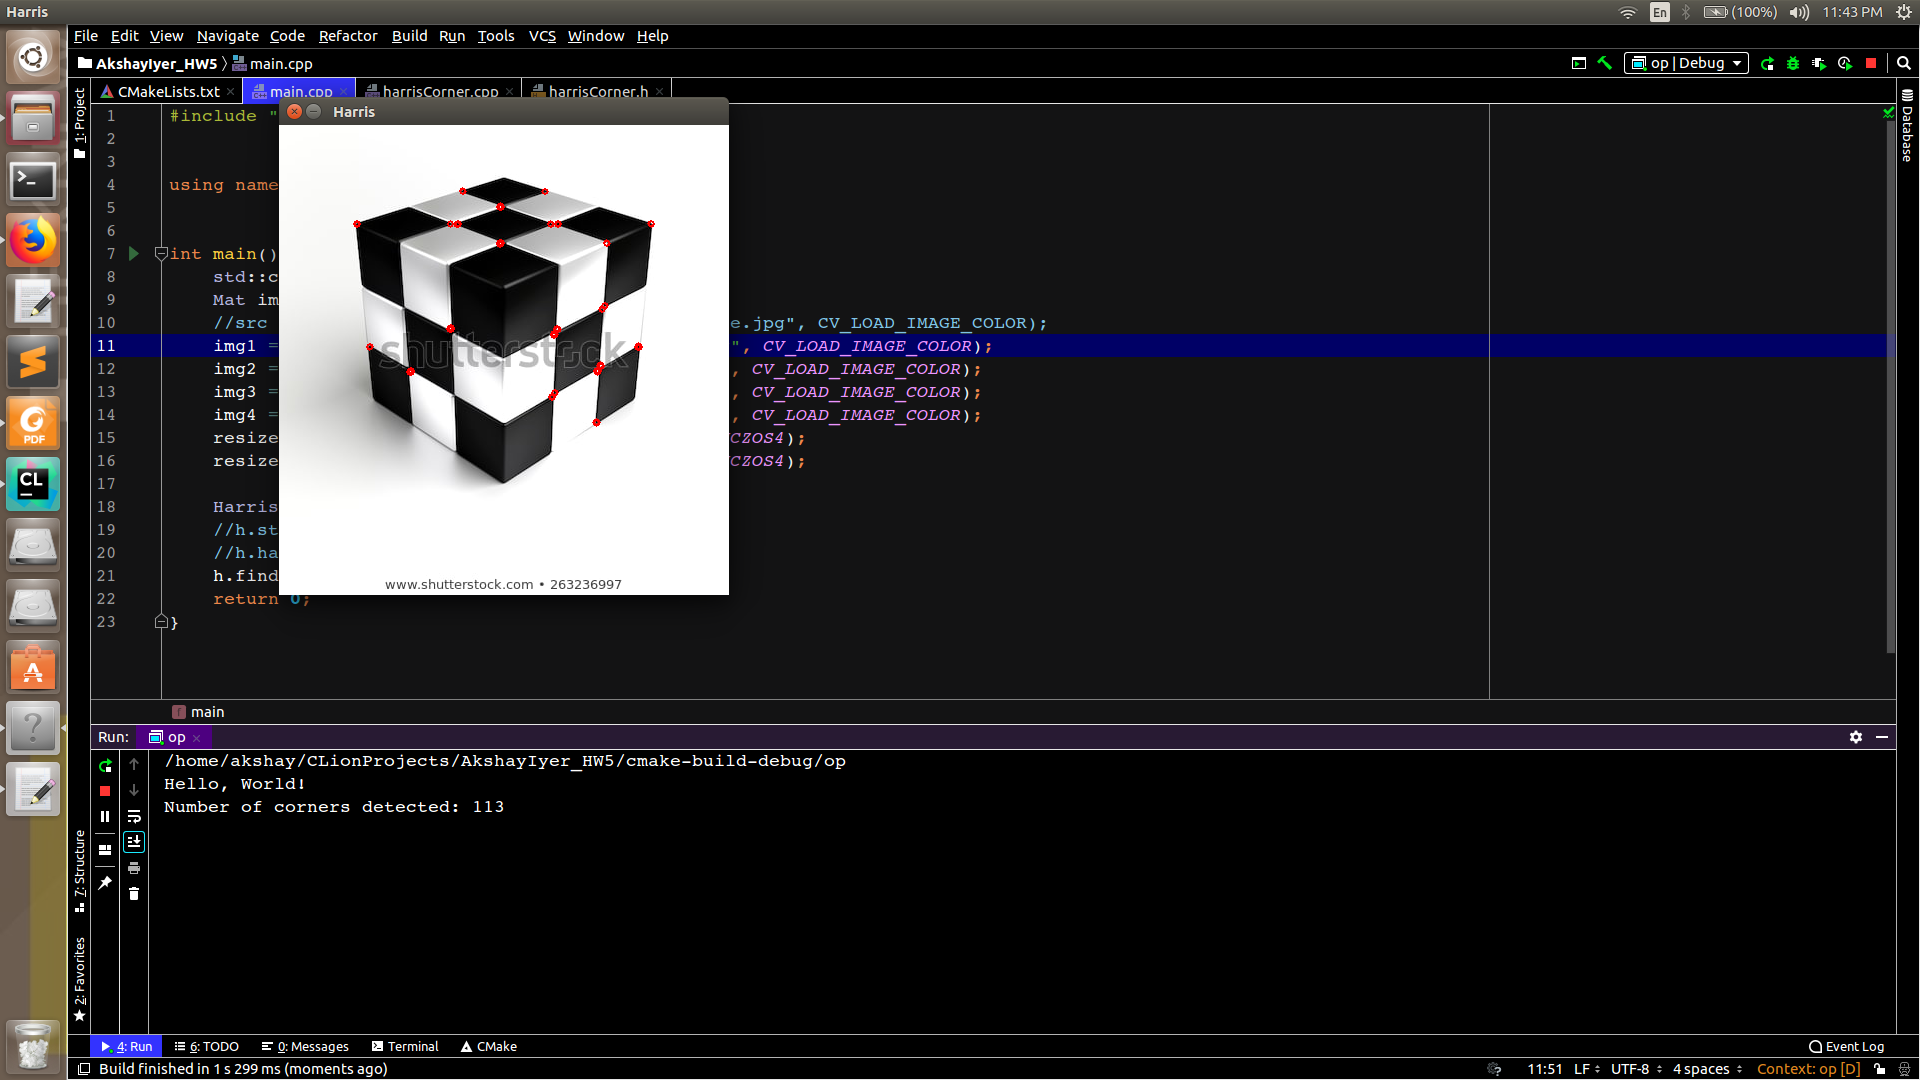 Harris
En
(100%)
11:43 PM
File Edit View Navigate Code Refactor Build Run Tools VCS Window Help
AkshayIyer_HW5
main.cpp
op | Debug
CMakeLists.txt
main.cpp
harrisCorner.cpp
harrisCorner.h
Harris
1: Project
Database
1 #include "
2
3
4 using name
5
6
7 int main()
8 std::c
9 Mat im
10 //src e.jpg", CV_LOAD_IMAGE_COLOR);
11 img1 = ", CV_LOAD_IMAGE_COLOR);
12 img2 = , CV_LOAD_IMAGE_COLOR);
13 img3 = , CV_LOAD_IMAGE_COLOR);
14 img4 = , CV_LOAD_IMAGE_COLOR);
15 resize CZOS4);
16 resize CZOS4);
17
18 Harris
19 //h.st
20 //h.ha
21 h.find
22 return 0;
23 }
shutterstock
www.shutterstock.com • 263236997
PDF
CL
main
Run: op
/home/akshay/CLionProjects/AkshayIyer_HW5/cmake-build-debug/op
Hello, World!
Number of corners detected: 113
7: Structure
2: Favorites
4: Run
6: TODO
0: Messages
Terminal
CMake
Event Log
Build finished in 1 s 299 ms (moments ago)
11:51 LF UTF-8 4 spaces Context: op [D]